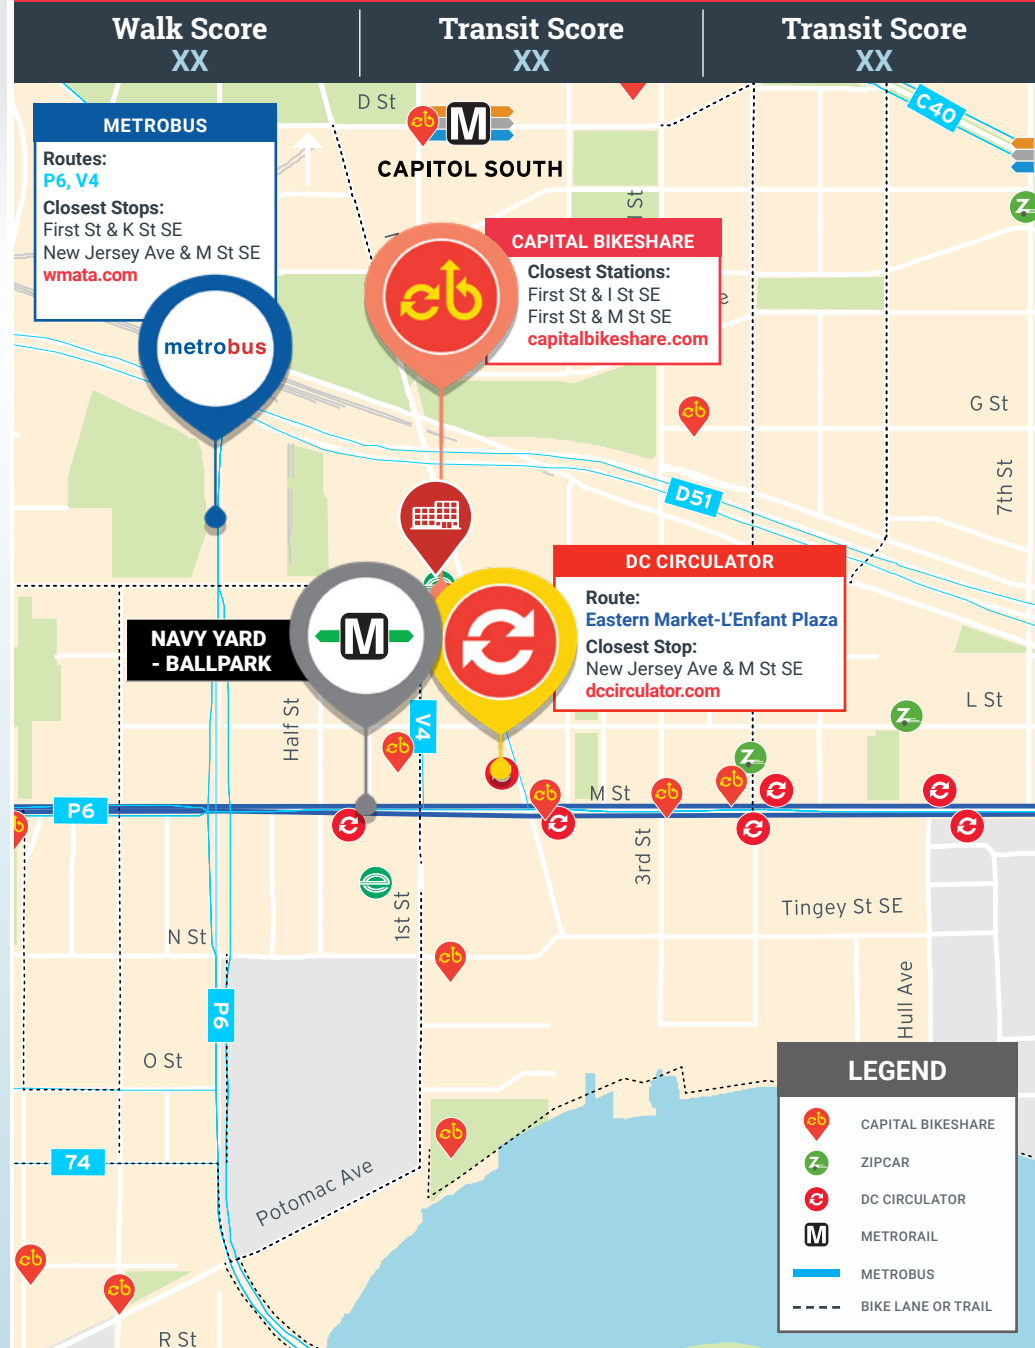 Walk Score
XX
Transit Score
XX
Transit Score
XX
D St
C40
METROBUS
Routes:
P6, V4
Closest Stops:
First St & K St SE
New Jersey Ave & M St SE
wmata.com
metrobus
M
CAPITOL SOUTH
St
CAPITAL BIKESHARE
Closest Stations:
First St & I St SE
First St & M St SE
capitalbikeshare.com
e
G St
7th St
D51
DC CIRCULATOR
Route:
Eastern Market-L'Enfant Plaza
Closest Stop:
New Jersey Ave & M St SE
dccirculator.com
NAVY YARD
- BALLPARK
M
Half St
V4
L St
P6
M St
3rd St
1st St
Tingey St SE
N St
Hull Ave
P6
O St
74
Potomac Ave
R St
LEGEND
CAPITAL BIKESHARE
ZIPCAR
DC CIRCULATOR
M
METRORAIL
METROBUS
BIKE LANE OR TRAIL